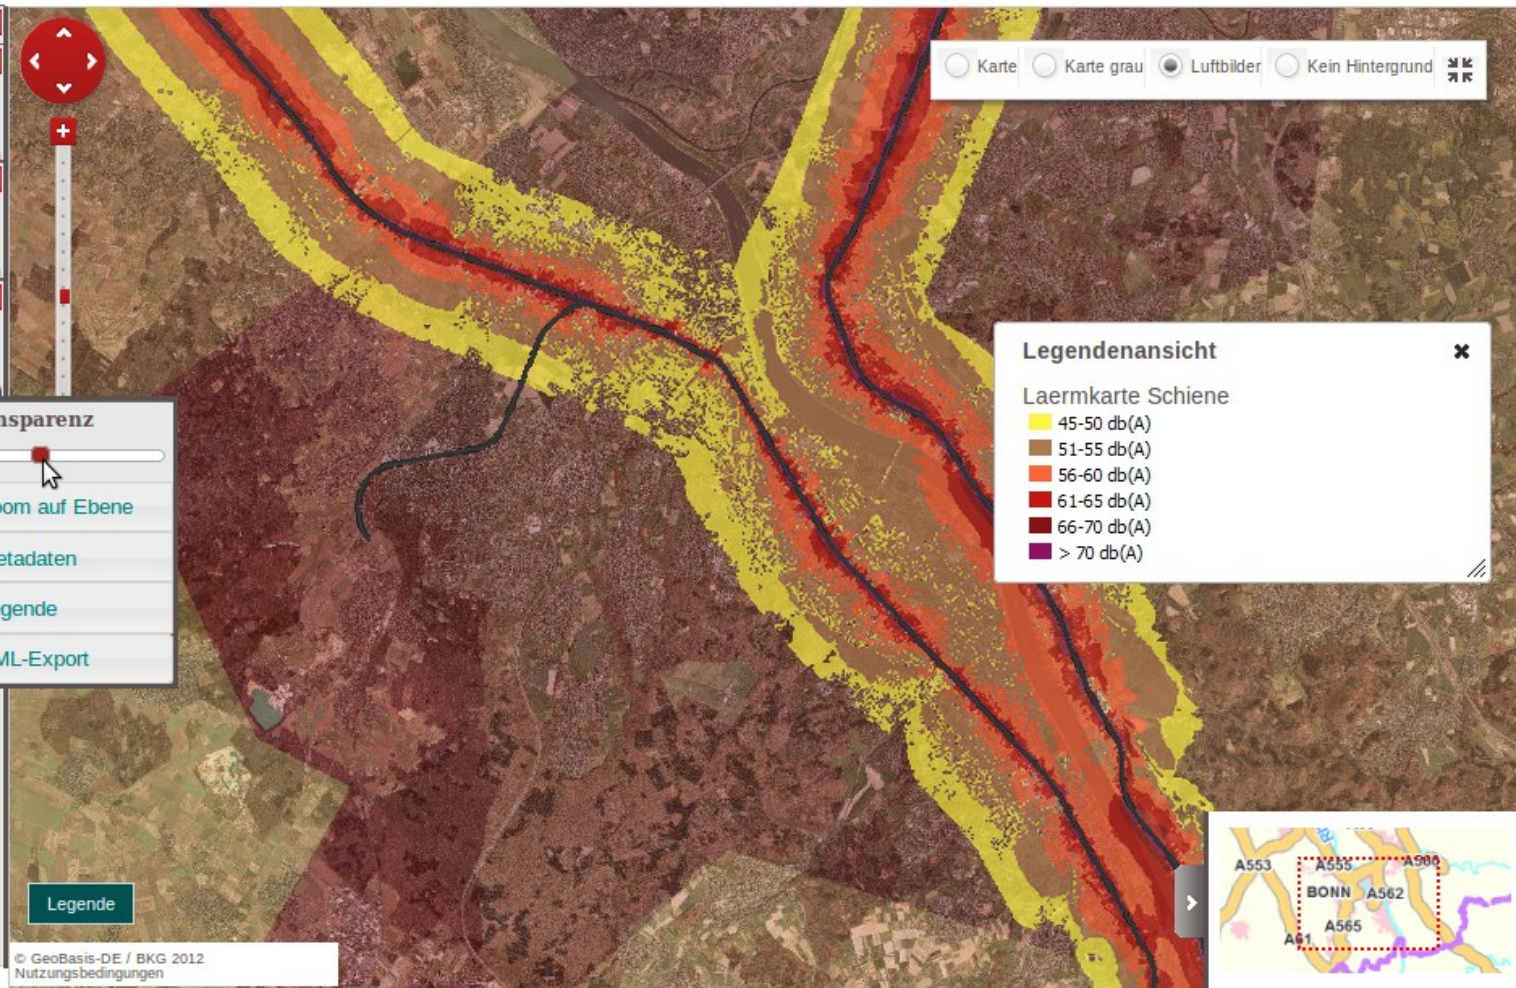 Karte
Karte grau
Luftbilder
Kein Hintergrund
Legendenansicht
Laermkarte Schiene
45-50 db(A)
51-55 db(A)
56-60 db(A)
61-65 db(A)
66-70 db(A)
> 70 db(A)
nsparenz
oom auf Ebene
etadaten
gende
ML-Export
Legende
© GeoBasis-DE / BKG 2012
Nutzungsbedingungen
A553
A555
A560
BONN
A562
A565
A61